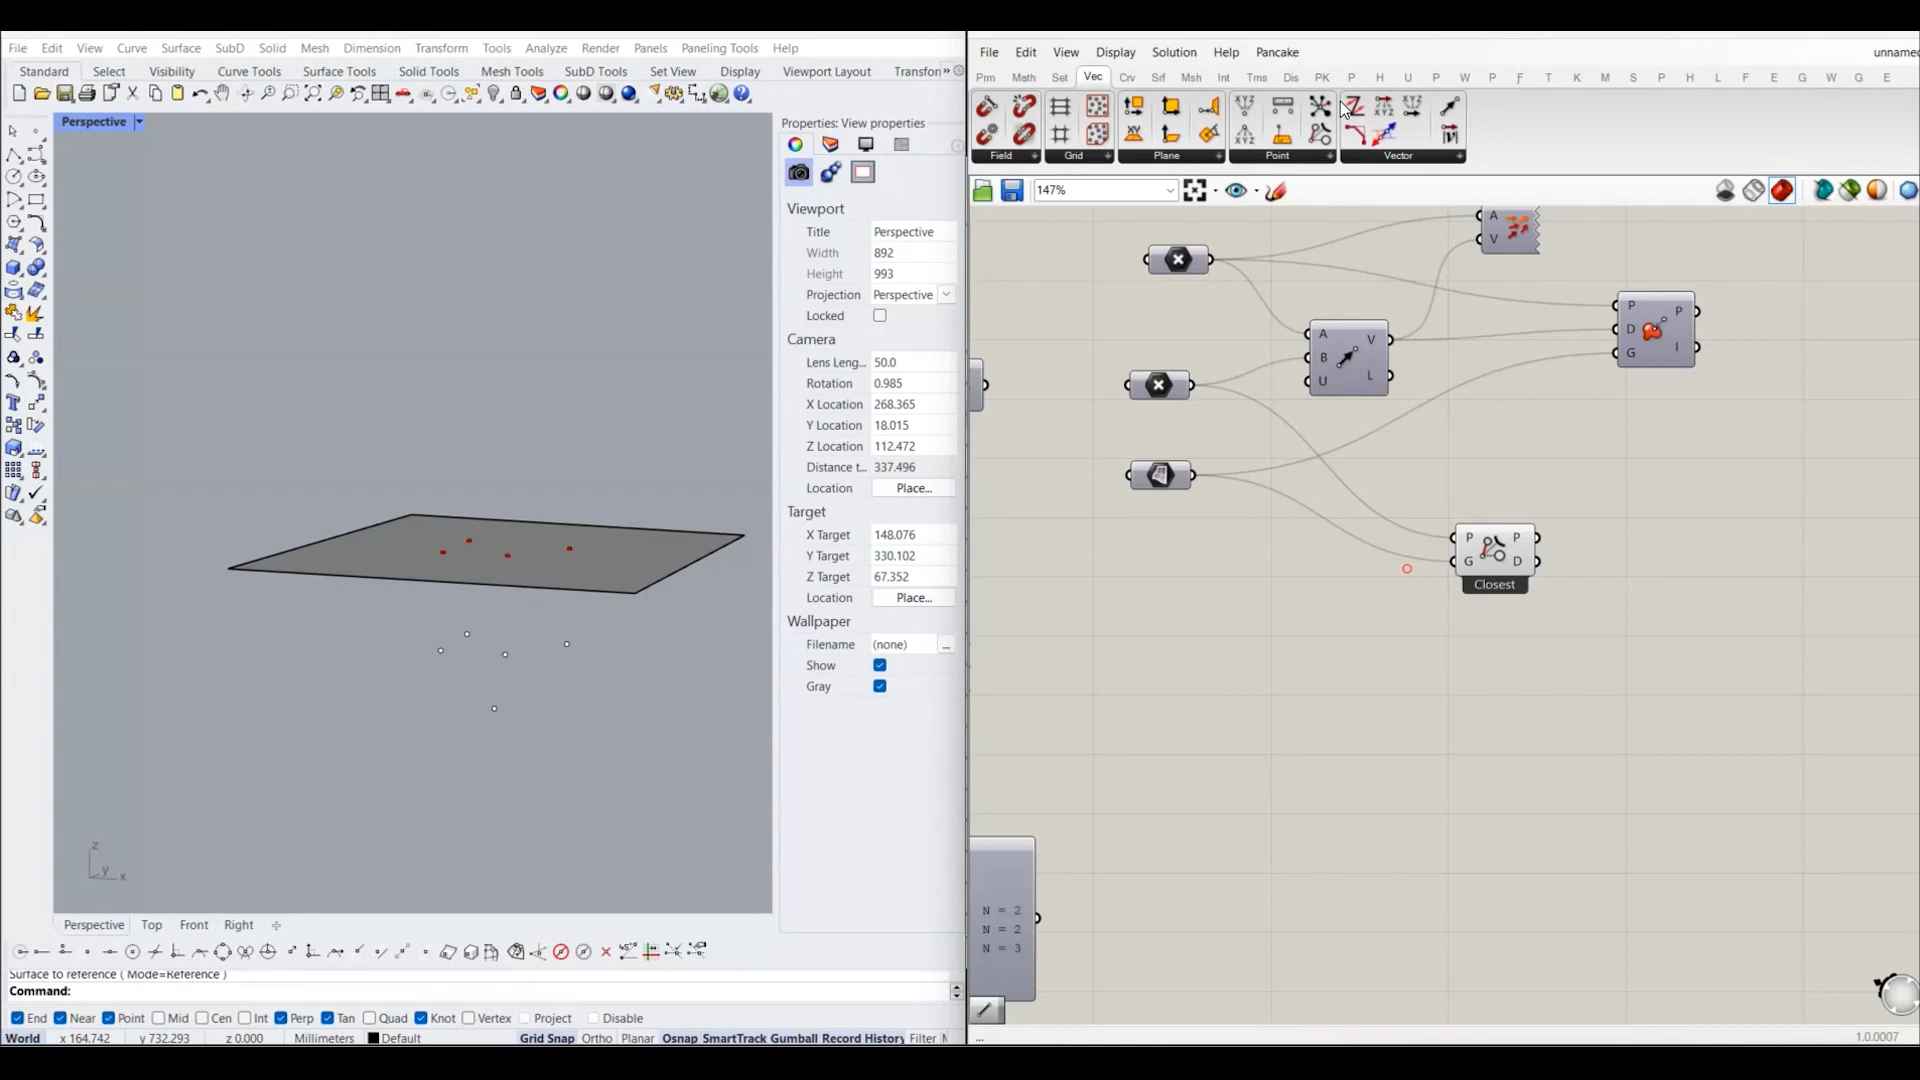 File Edit View Curve Surface SubD Solid Mesh Dimension Transform Tools Analyze Render Panels Paneling Tools Help
Standard Select Visibility Curve Tools Surface Tools Solid Tools Mesh Tools SubD Tools Set View Display Viewport Layout Transfor »
Perspective
Properties: View properties
Viewport
Title Perspective
Width 892
Height 993
Projection Perspective
Locked
Camera
Lens Leng... 50.0
Rotation 0.985
X Location 268.365
Y Location 18.015
Z Location 112.472
Distance t... 337.496
Location Place...
Target
X Target 148.076
Y Target 330.102
Z Target 67.352
Location Place...
Wallpaper
Filename (none) ...
Show
Gray
z
y x
Perspective Top Front Right
Surface to reference ( Mode=Reference )
Command:
End Near Point Mid Cen Int Perp Tan Quad Knot Vertex Project Disable
World x 164.742 y 732.293 z 0.000 Millimeters Default Grid Snap Ortho Planar Osnap SmartTrack Gumball Record History Filter
File Edit View Display Solution Help Pancake unnamed
Prm Math Set Vec Crv Srf Msh Int Tms Dis PK P H U P W P F T K M S P H L F E G W G E
Field Grid Plane Point Vector
147%
A
V
A V
B
U L
P P
D
G I
P P
G D
Closest
N = 2
N = 2
N = 3
...
1.0.0007